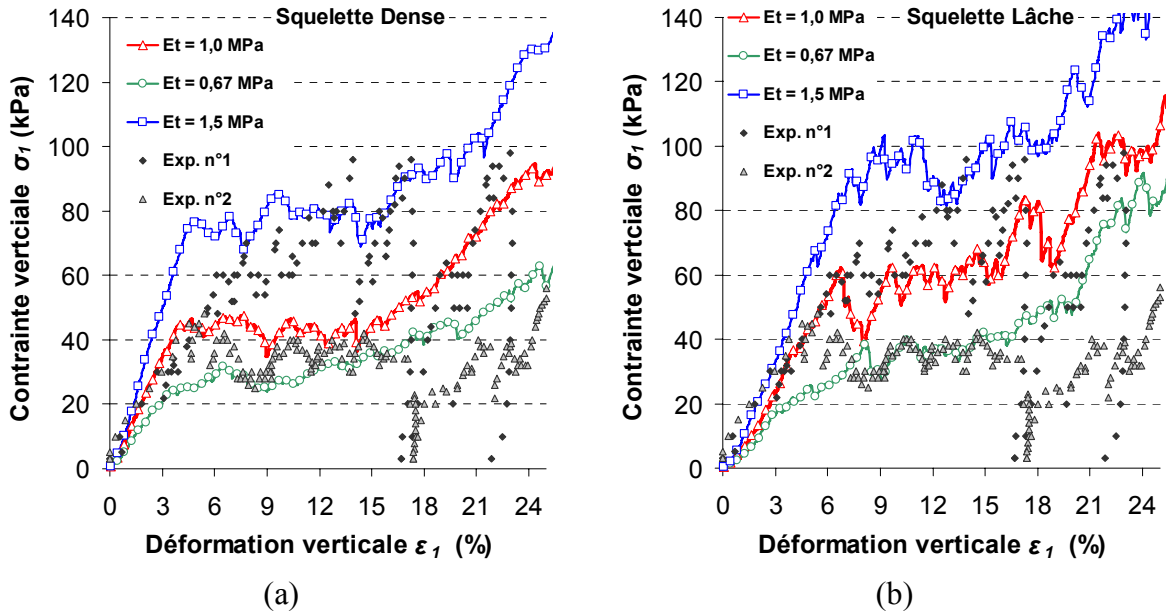 Squelette Dense
Contrainte vertciale σ1 (kPa)
140
120
100
80
60
40
20
0
Et = 1,0 MPa
Et = 0,67 MPa
Et = 1,5 MPa
Exp. n°1
Exp. n°2
0 3 6 9 12 15 18 21 24
Déformation verticale ε1 (%)
(a)
Squelette Lâche
Contrainte vertciale σ1 (kPa)
140
120
100
80
60
40
20
0
Et = 1,0 MPa
Et = 0,67 MPa
Et = 1,5 MPa
Exp. n°1
Exp. n°2
0 3 6 9 12 15 18 21 24
Déformation verticale ε1 (%)
(b)